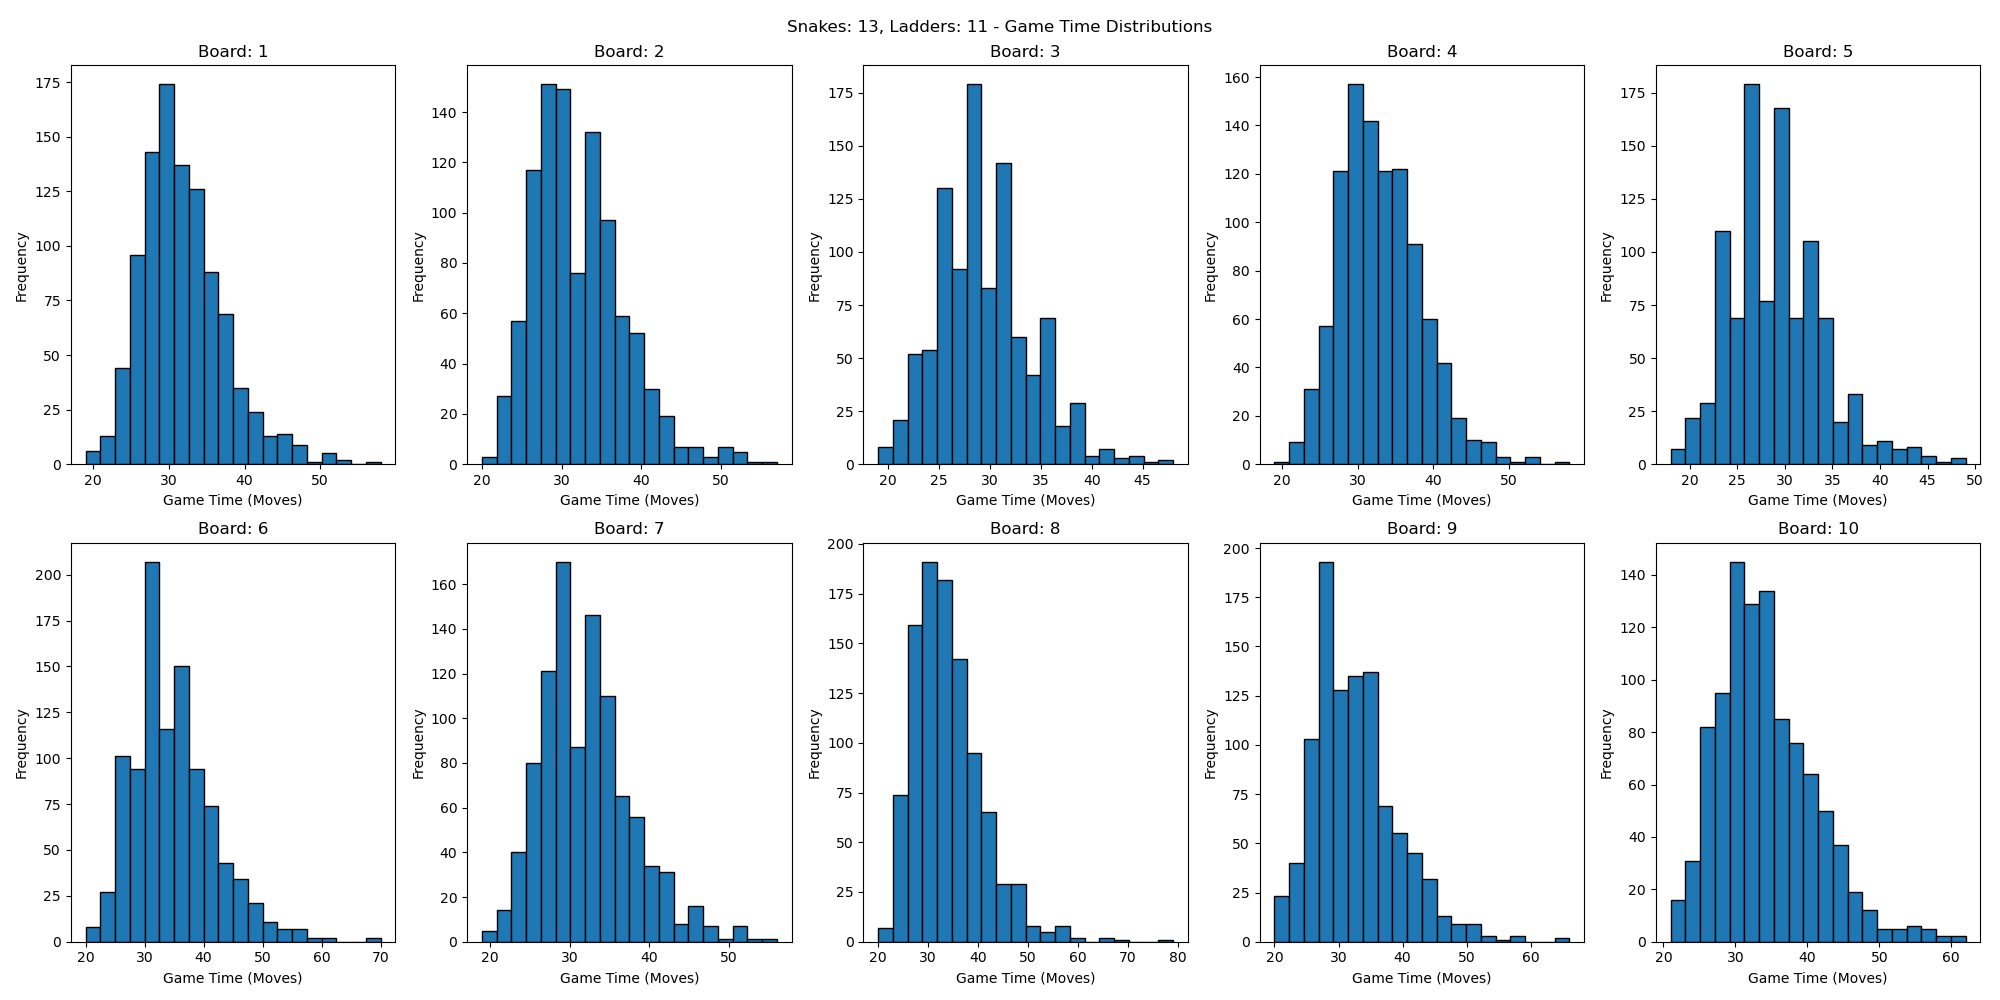 Snakes: 13, Ladders: 11 - Game Time Distributions
Board: 1
Frequency
175
150
125
100
75
50
25
0
20 30 40 50
Game Time (Moves)
Board: 2
Frequency
140
120
100
80
60
40
20
0
20 30 40 50
Game Time (Moves)
Board: 3
Frequency
175
150
125
100
75
50
25
0
20 25 30 35 40 45
Game Time (Moves)
Board: 4
Frequency
160
140
120
100
80
60
40
20
0
20 30 40 50
Game Time (Moves)
Board: 5
Frequency
175
150
125
100
75
50
25
0
20 25 30 35 40 45 50
Game Time (Moves)
Board: 6
Frequency
200
175
150
125
100
75
50
25
0
20 30 40 50 60 70
Game Time (Moves)
Board: 7
Frequency
160
140
120
100
80
60
40
20
0
20 30 40 50
Game Time (Moves)
Board: 8
Frequency
200
175
150
125
100
75
50
25
0
20 30 40 50 60 70 80
Game Time (Moves)
Board: 9
Frequency
200
175
150
125
100
75
50
25
0
20 30 40 50 60
Game Time (Moves)
Board: 10
Frequency
140
120
100
80
60
40
20
0
20 30 40 50 60
Game Time (Moves)